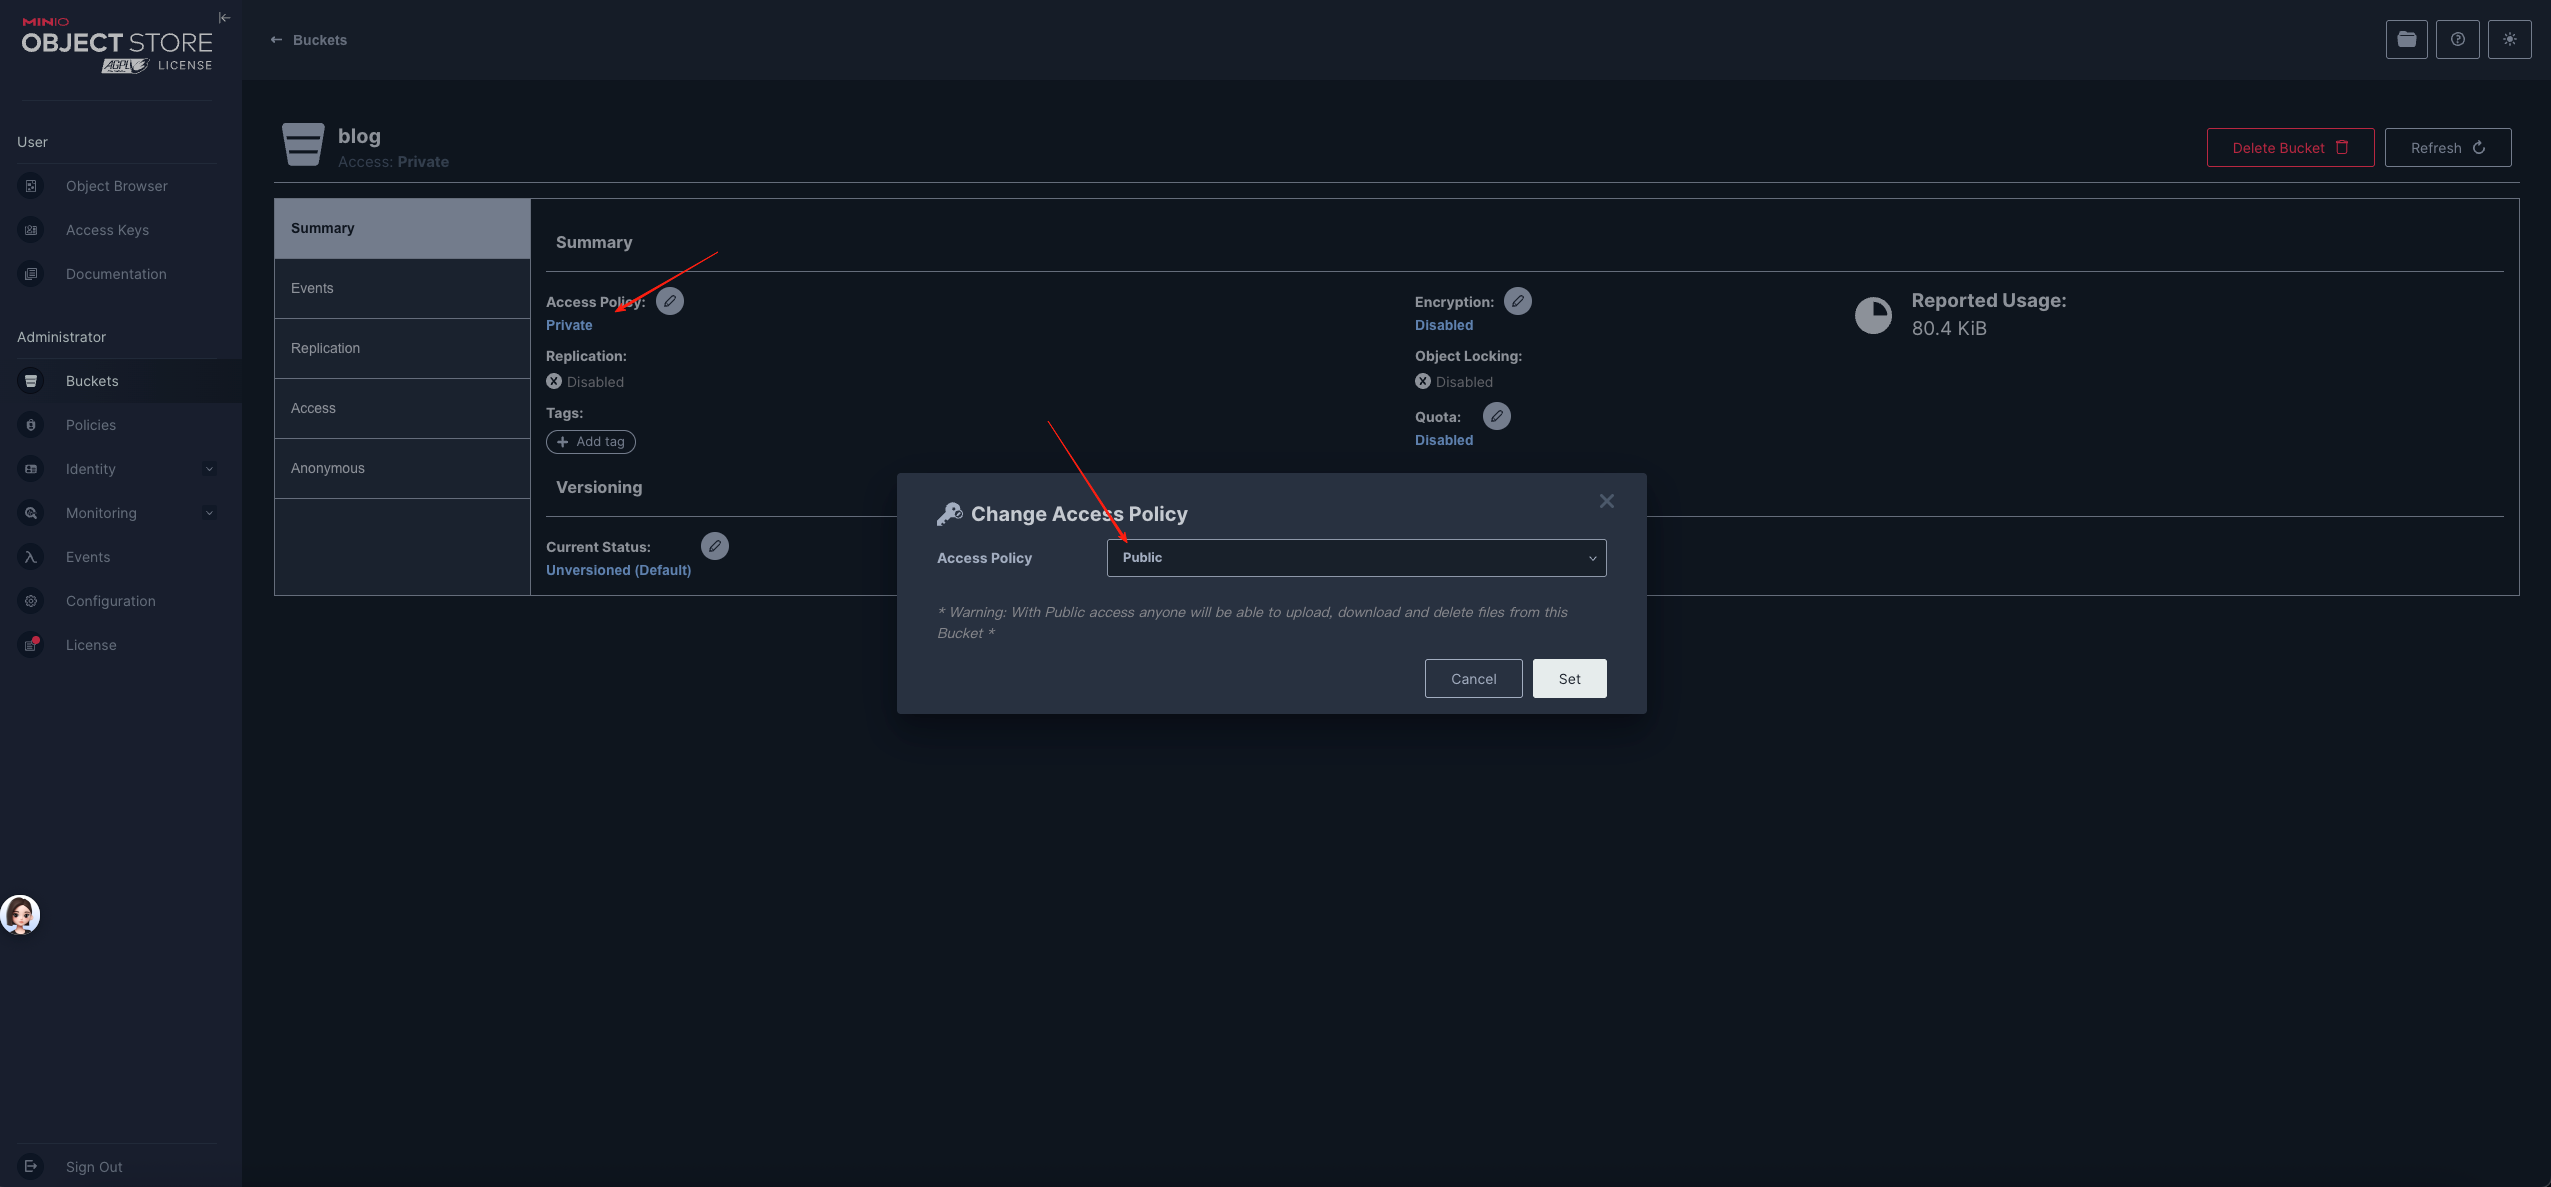 MINIO
OBJECT STORE
AGPL LICENSE
User
Object Browser
Access Keys
Documentation
Administrator
Buckets
Policies
Identity
Monitoring
Events
Configuration
License
Sign Out
Buckets
blog
Access: Private
Delete Bucket
Refresh
Summary
Events
Replication
Access
Anonymous
Summary
Access Policy:
Private
Replication:
Disabled
Tags:
Add tag
Encryption:
Disabled
Object Locking:
Disabled
Quota:
Disabled
Reported Usage:
80.4 KiB
Versioning
Current Status:
Unversioned (Default)
Change Access Policy
Access Policy
Public
* Warning: With Public access anyone will be able to upload, download and delete files from this
Bucket *
Cancel
Set